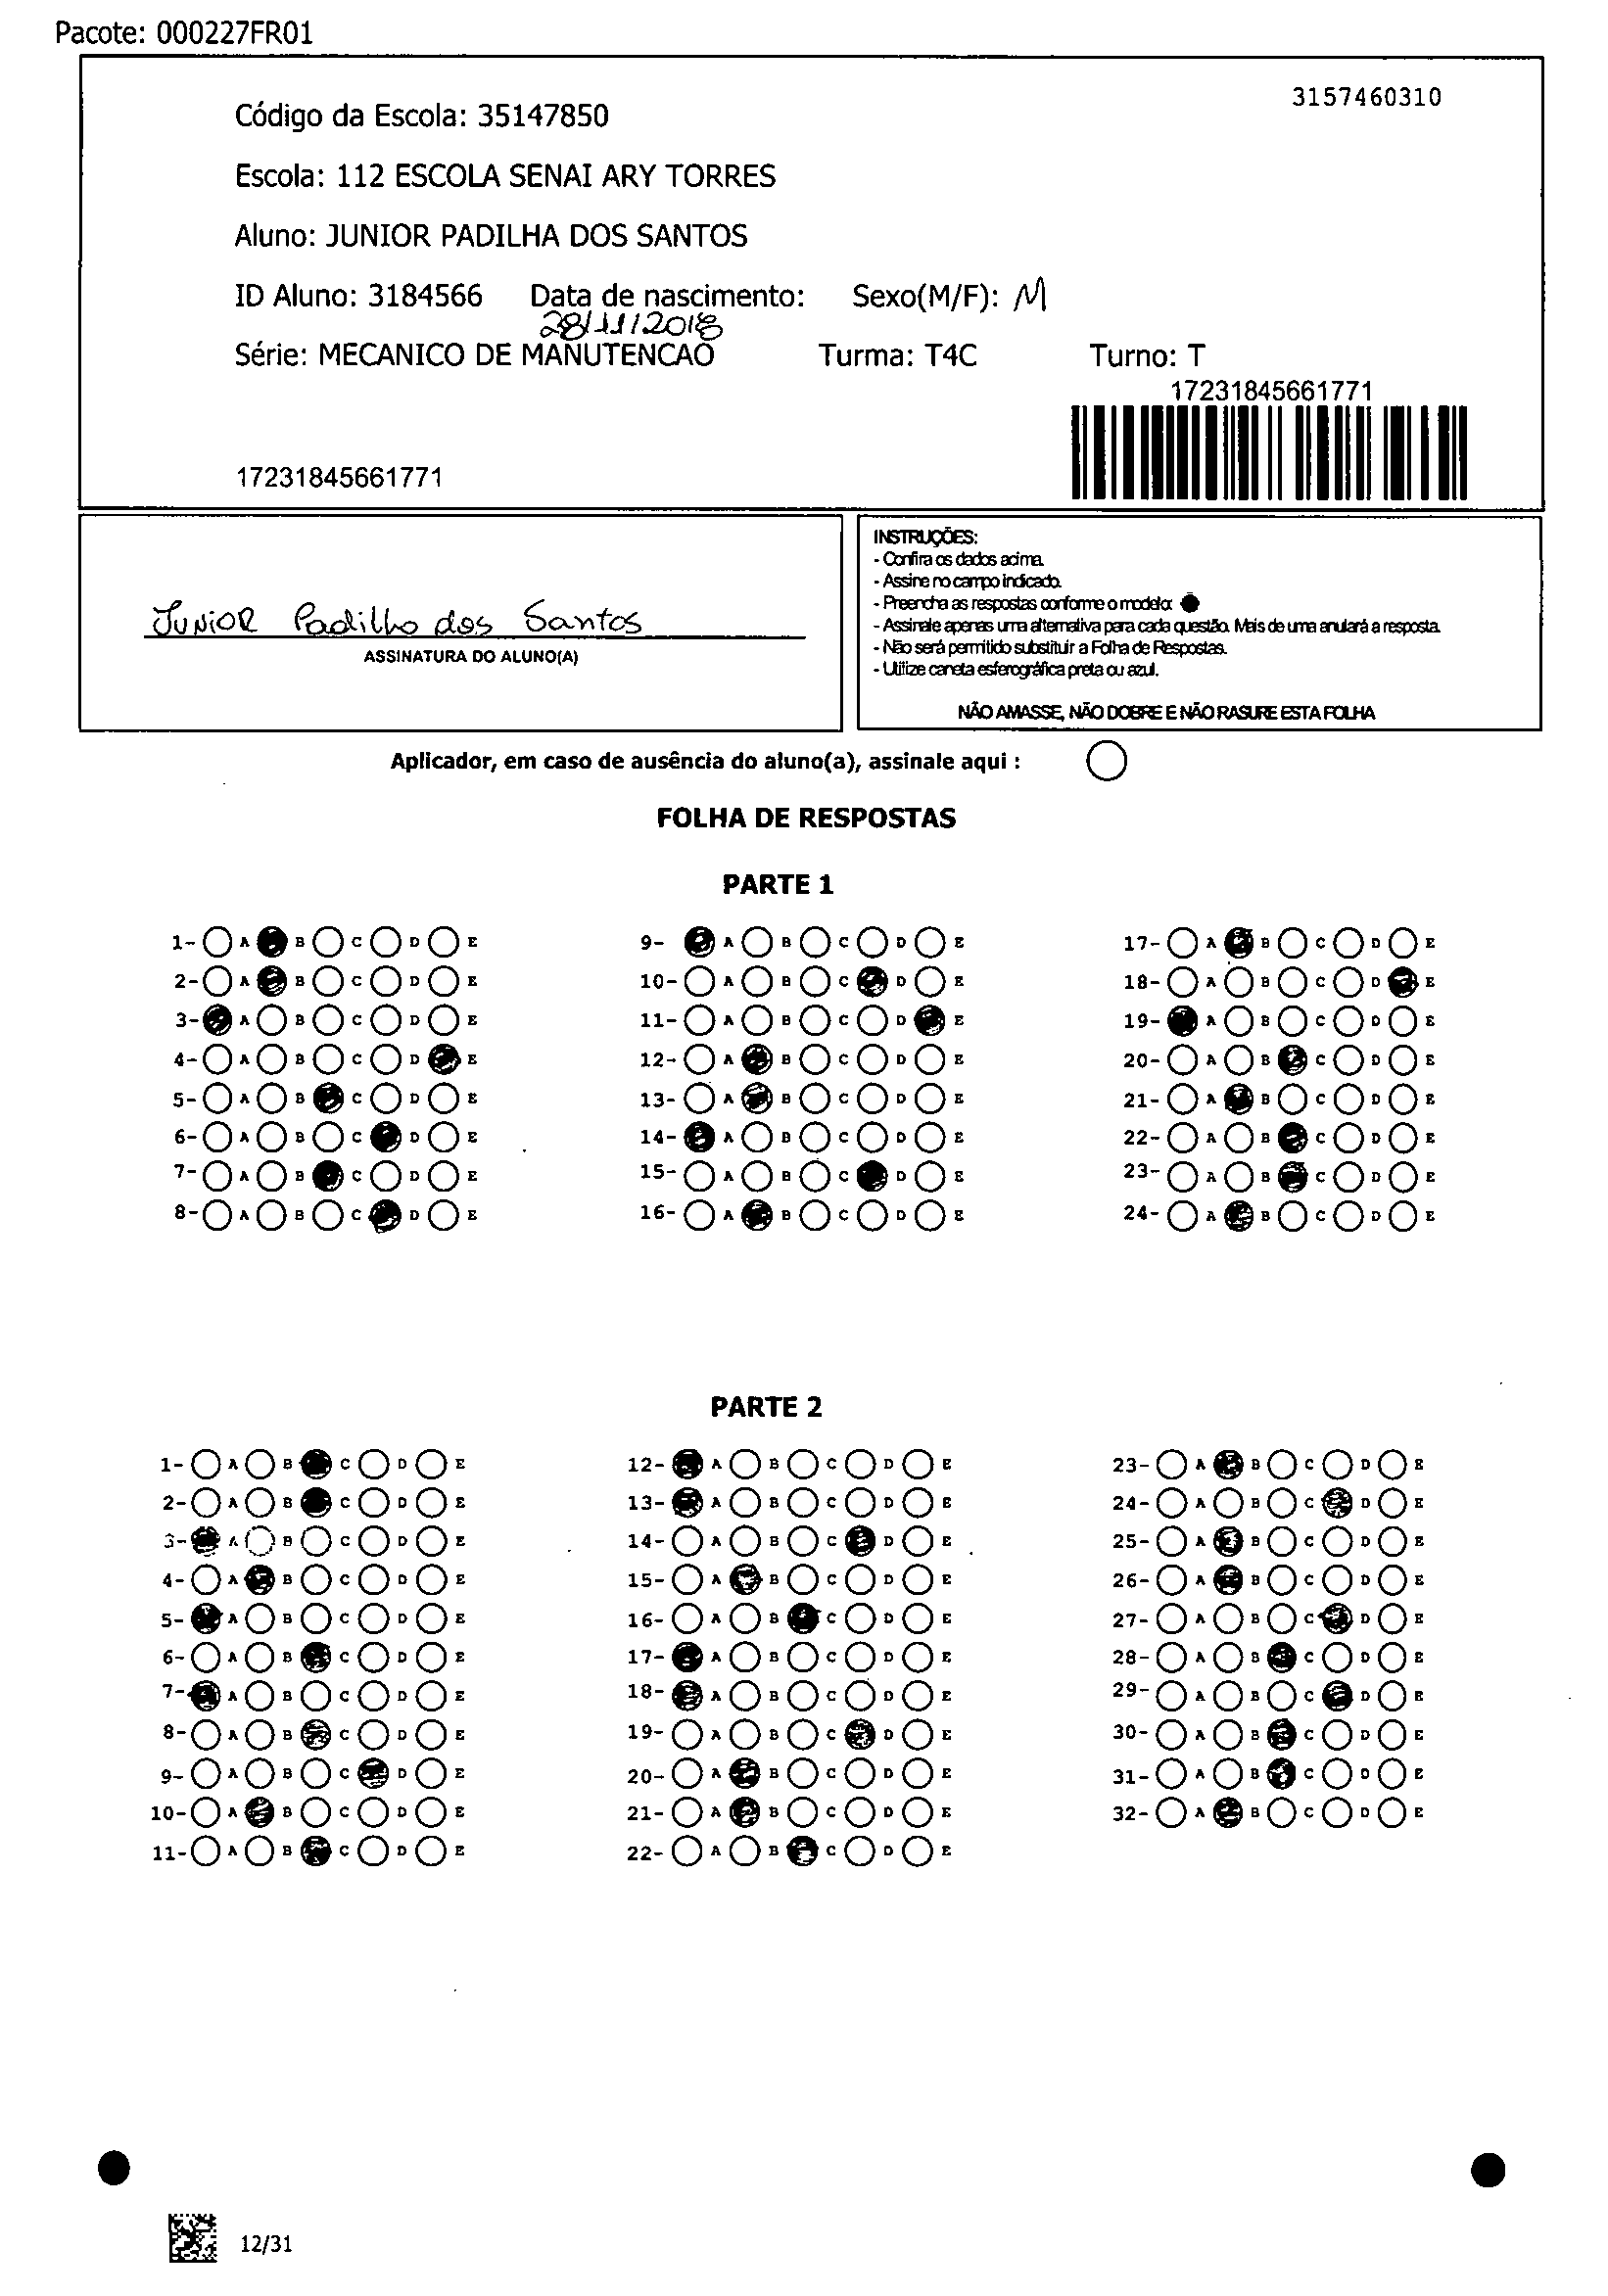 Pacote: 000227FR01
3157460310
Código da Escola: 35147850
Escola: 112 ESCOLA SENAI ARY TORRES
Aluno: JUNIOR PADILHA DOS SANTOS
ID Aluno: 3184566 Data de nascimento: Sexo(M/F): M
28/11/2018
Série: MECANICO DE MANUTENCAO Turma: T4C Turno: T
17231845661771
17231845661771
JuNioR Padilho dos Santos
ASSINATURA DO ALUNO(A)
INSTRUÇÕES:
- Confira os dados acima.
- Assine no campo indicado.
- Preencha as respostas conforme o modelo:
- Assinale apenas uma alternativa para cada questão. Mais de uma anulará a resposta.
- Não será permitido substituir a Folha de Respostas.
- Utilize caneta esferográfica preta ou azul.
NÃO AMASSE, NÃO DOBRE E NÃO RASURE ESTA FOLHA
Aplicador, em caso de ausência do aluno(a), assinale aqui :
FOLHA DE RESPOSTAS
PARTE 1
1- A B C D E 9- A B C D E 17- A B C D E
2- A B C D E 10- A B C D E 18- A B C D E
3- A B C D E 11- A B C D E 19- A B C D E
4- A B C D E 12- A B C D E 20- A B C D E
5- A B C D E 13- A B C D E 21- A B C D E
6- A B C D E 14- A B C D E 22- A B C D E
7- A B C D E 15- A B C D E 23- A B C D E
8- A B C D E 16- A B C D E 24- A B C D E
PARTE 2
1- A B C D E 12- A B C D E 23- A B C D E
2- A B C D E 13- A B C D E 24- A B C D E
3- A B C D E 14- A B C D E 25- A B C D E
4- A B C D E 15- A B C D E 26- A B C D E
5- A B C D E 16- A B C D E 27- A B C D E
6- A B C D E 17- A B C D E 28- A B C D E
7- A B C D E 18- A B C D E 29- A B C D E
8- A B C D E 19- A B C D E 30- A B C D E
9- A B C D E 20- A B C D E 31- A B C D E
10- A B C D E 21- A B C D E 32- A B C D E
11- A B C D E 22- A B C D E
12/31